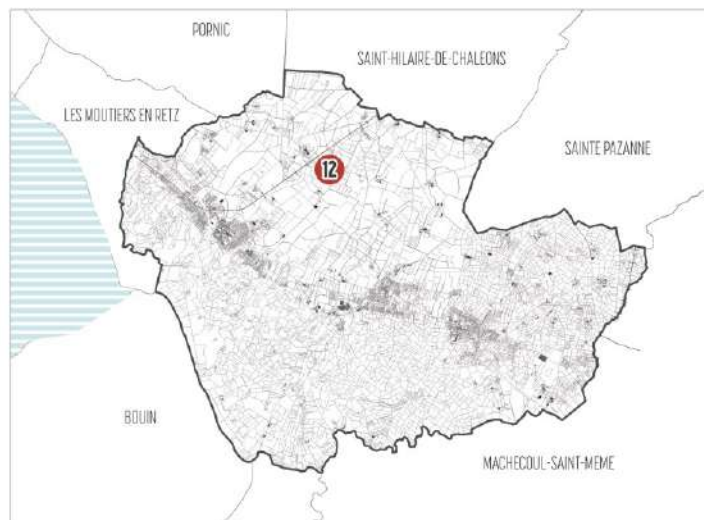 PORNIC
SAINT-HILAIRE-DE-CHALEONS
LES MOUTIERS EN RETZ
SAINTE PAZANNE
12
BOUIN
MACHECOUL-SAINT-MEME